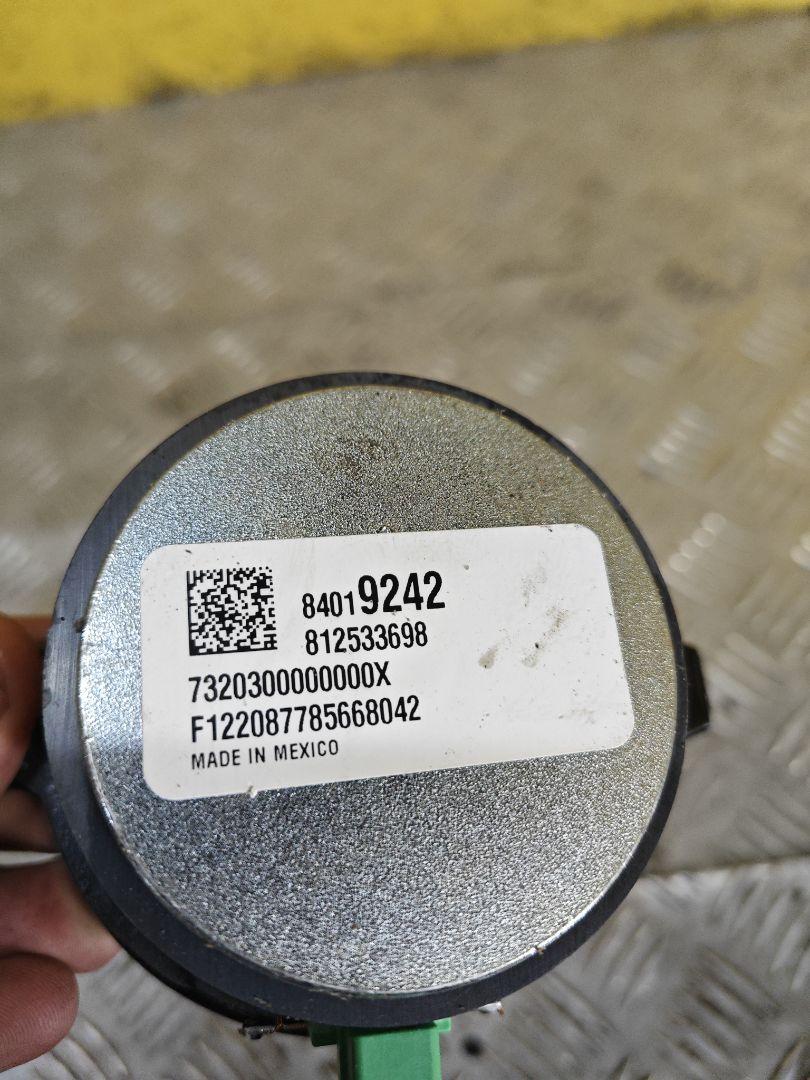 84019242
812533698
7320300000000X
F122087785668042
MADE IN MEXICO